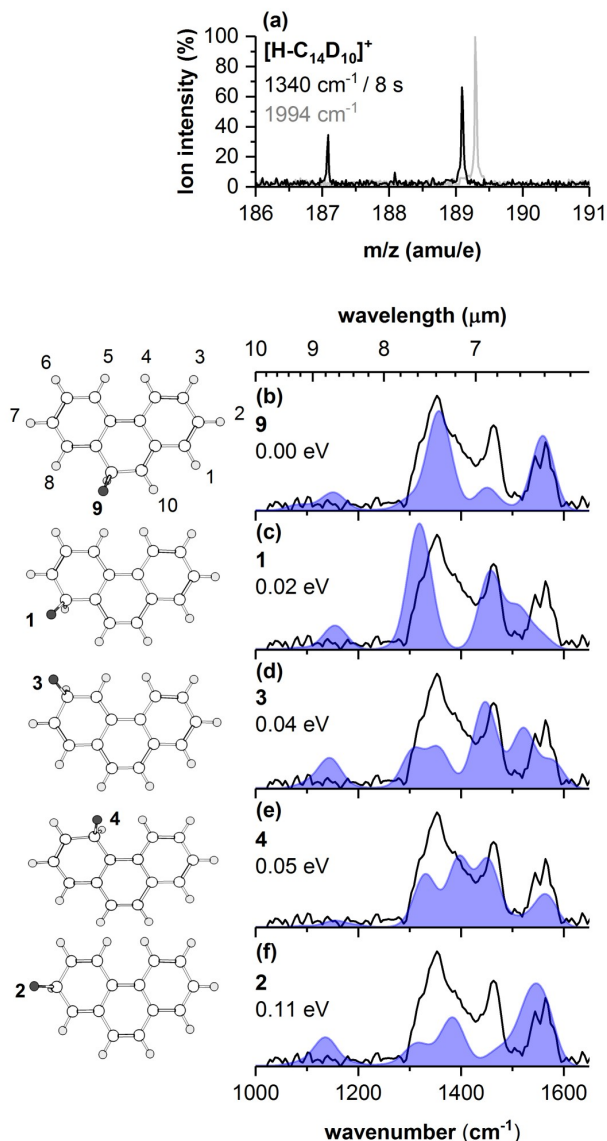 (a)
[H-C₁₄D₁₀]⁺
1340 cm⁻¹ / 8 s
1994 cm⁻¹
Ion intensity (%)
100
80
60
40
20
0
186 187 188 189 190 191
m/z (amu/e)
wavelength (µm)
10 9 8 7
6 5 4 3
7 2
8 1
9 10
(b)
9
0.00 eV
1
(c)
1
0.02 eV
3
(d)
3
0.04 eV
4
(e)
4
0.05 eV
2
(f)
2
0.11 eV
1000 1200 1400 1600
wavenumber (cm⁻¹)